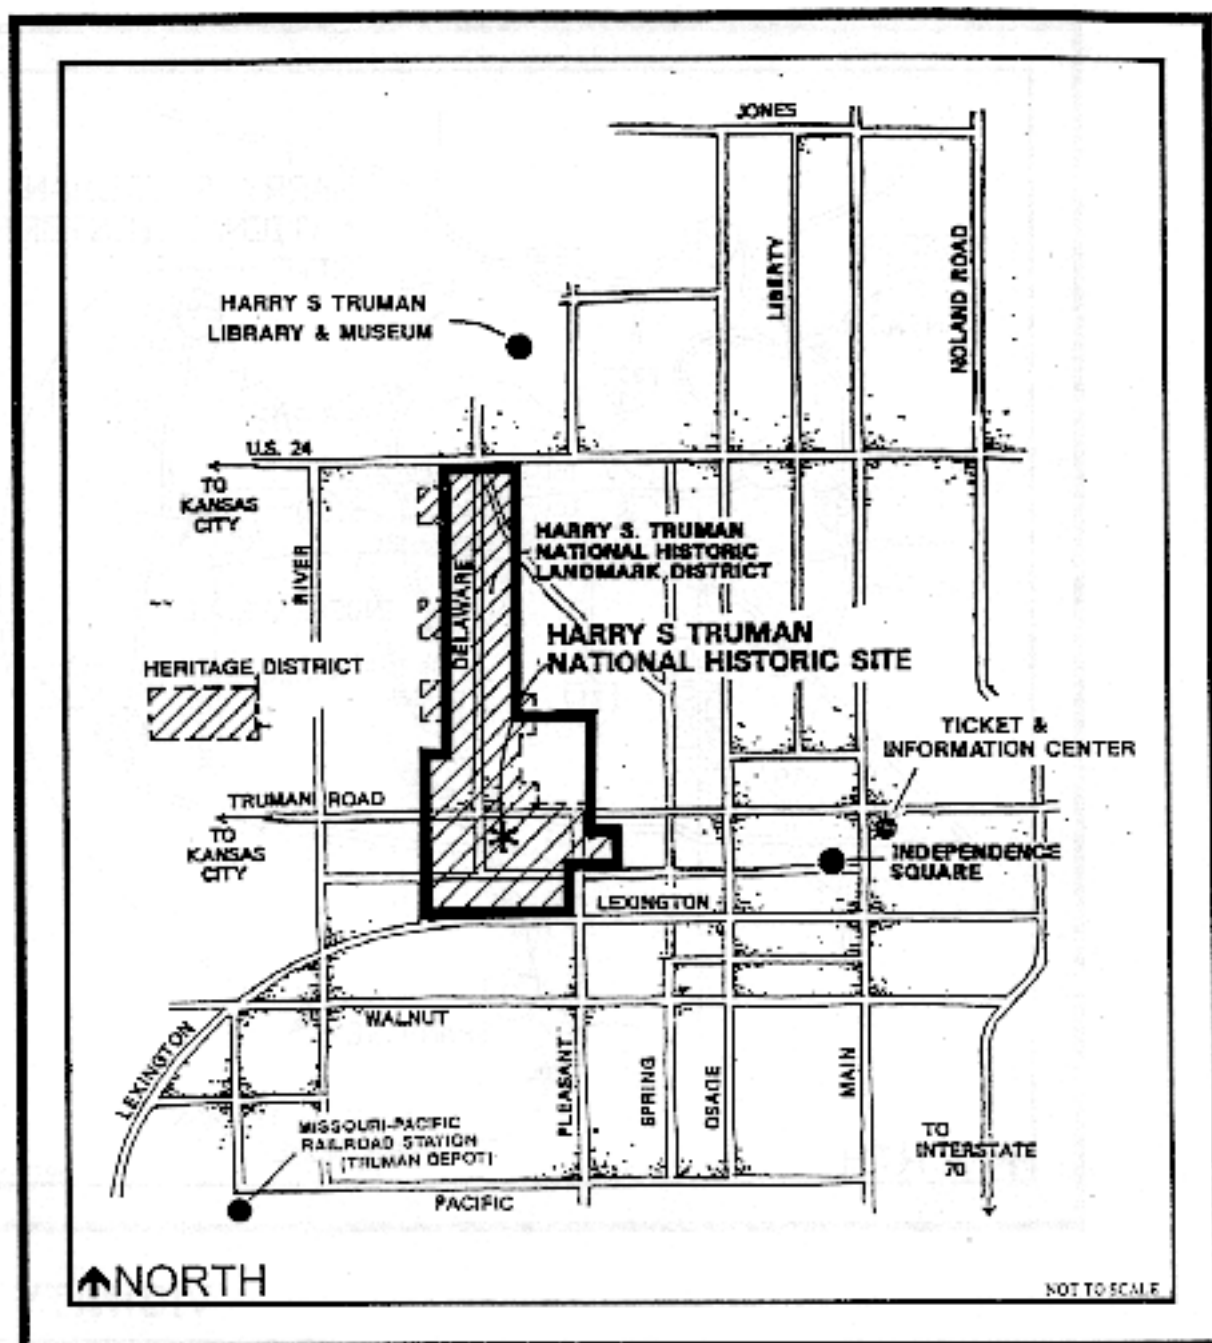 JONES
LIBERTY
NOLAND ROAD
HARRY S TRUMAN
LIBRARY & MUSEUM
U.S. 24
TO
KANSAS
CITY
RIVER
DELAWARE
HARRY S. TRUMAN
NATIONAL HISTORIC
LANDMARK DISTRICT
HARRY S TRUMAN
NATIONAL HISTORIC SITE
HERITAGE DISTRICT
TICKET &
INFORMATION CENTER
TRUMAN ROAD
TO
KANSAS
CITY
INDEPENDENCE
SQUARE
LEXINGTON
WALNUT
LEXINGTON
PLEASANT
SPRING
OSAGE
MAIN
MISSOURI-PACIFIC
RAILROAD STATION
(TRUMAN DEPOT)
TO
INTERSTATE
70
PACIFIC
NORTH
NOT TO SCALE